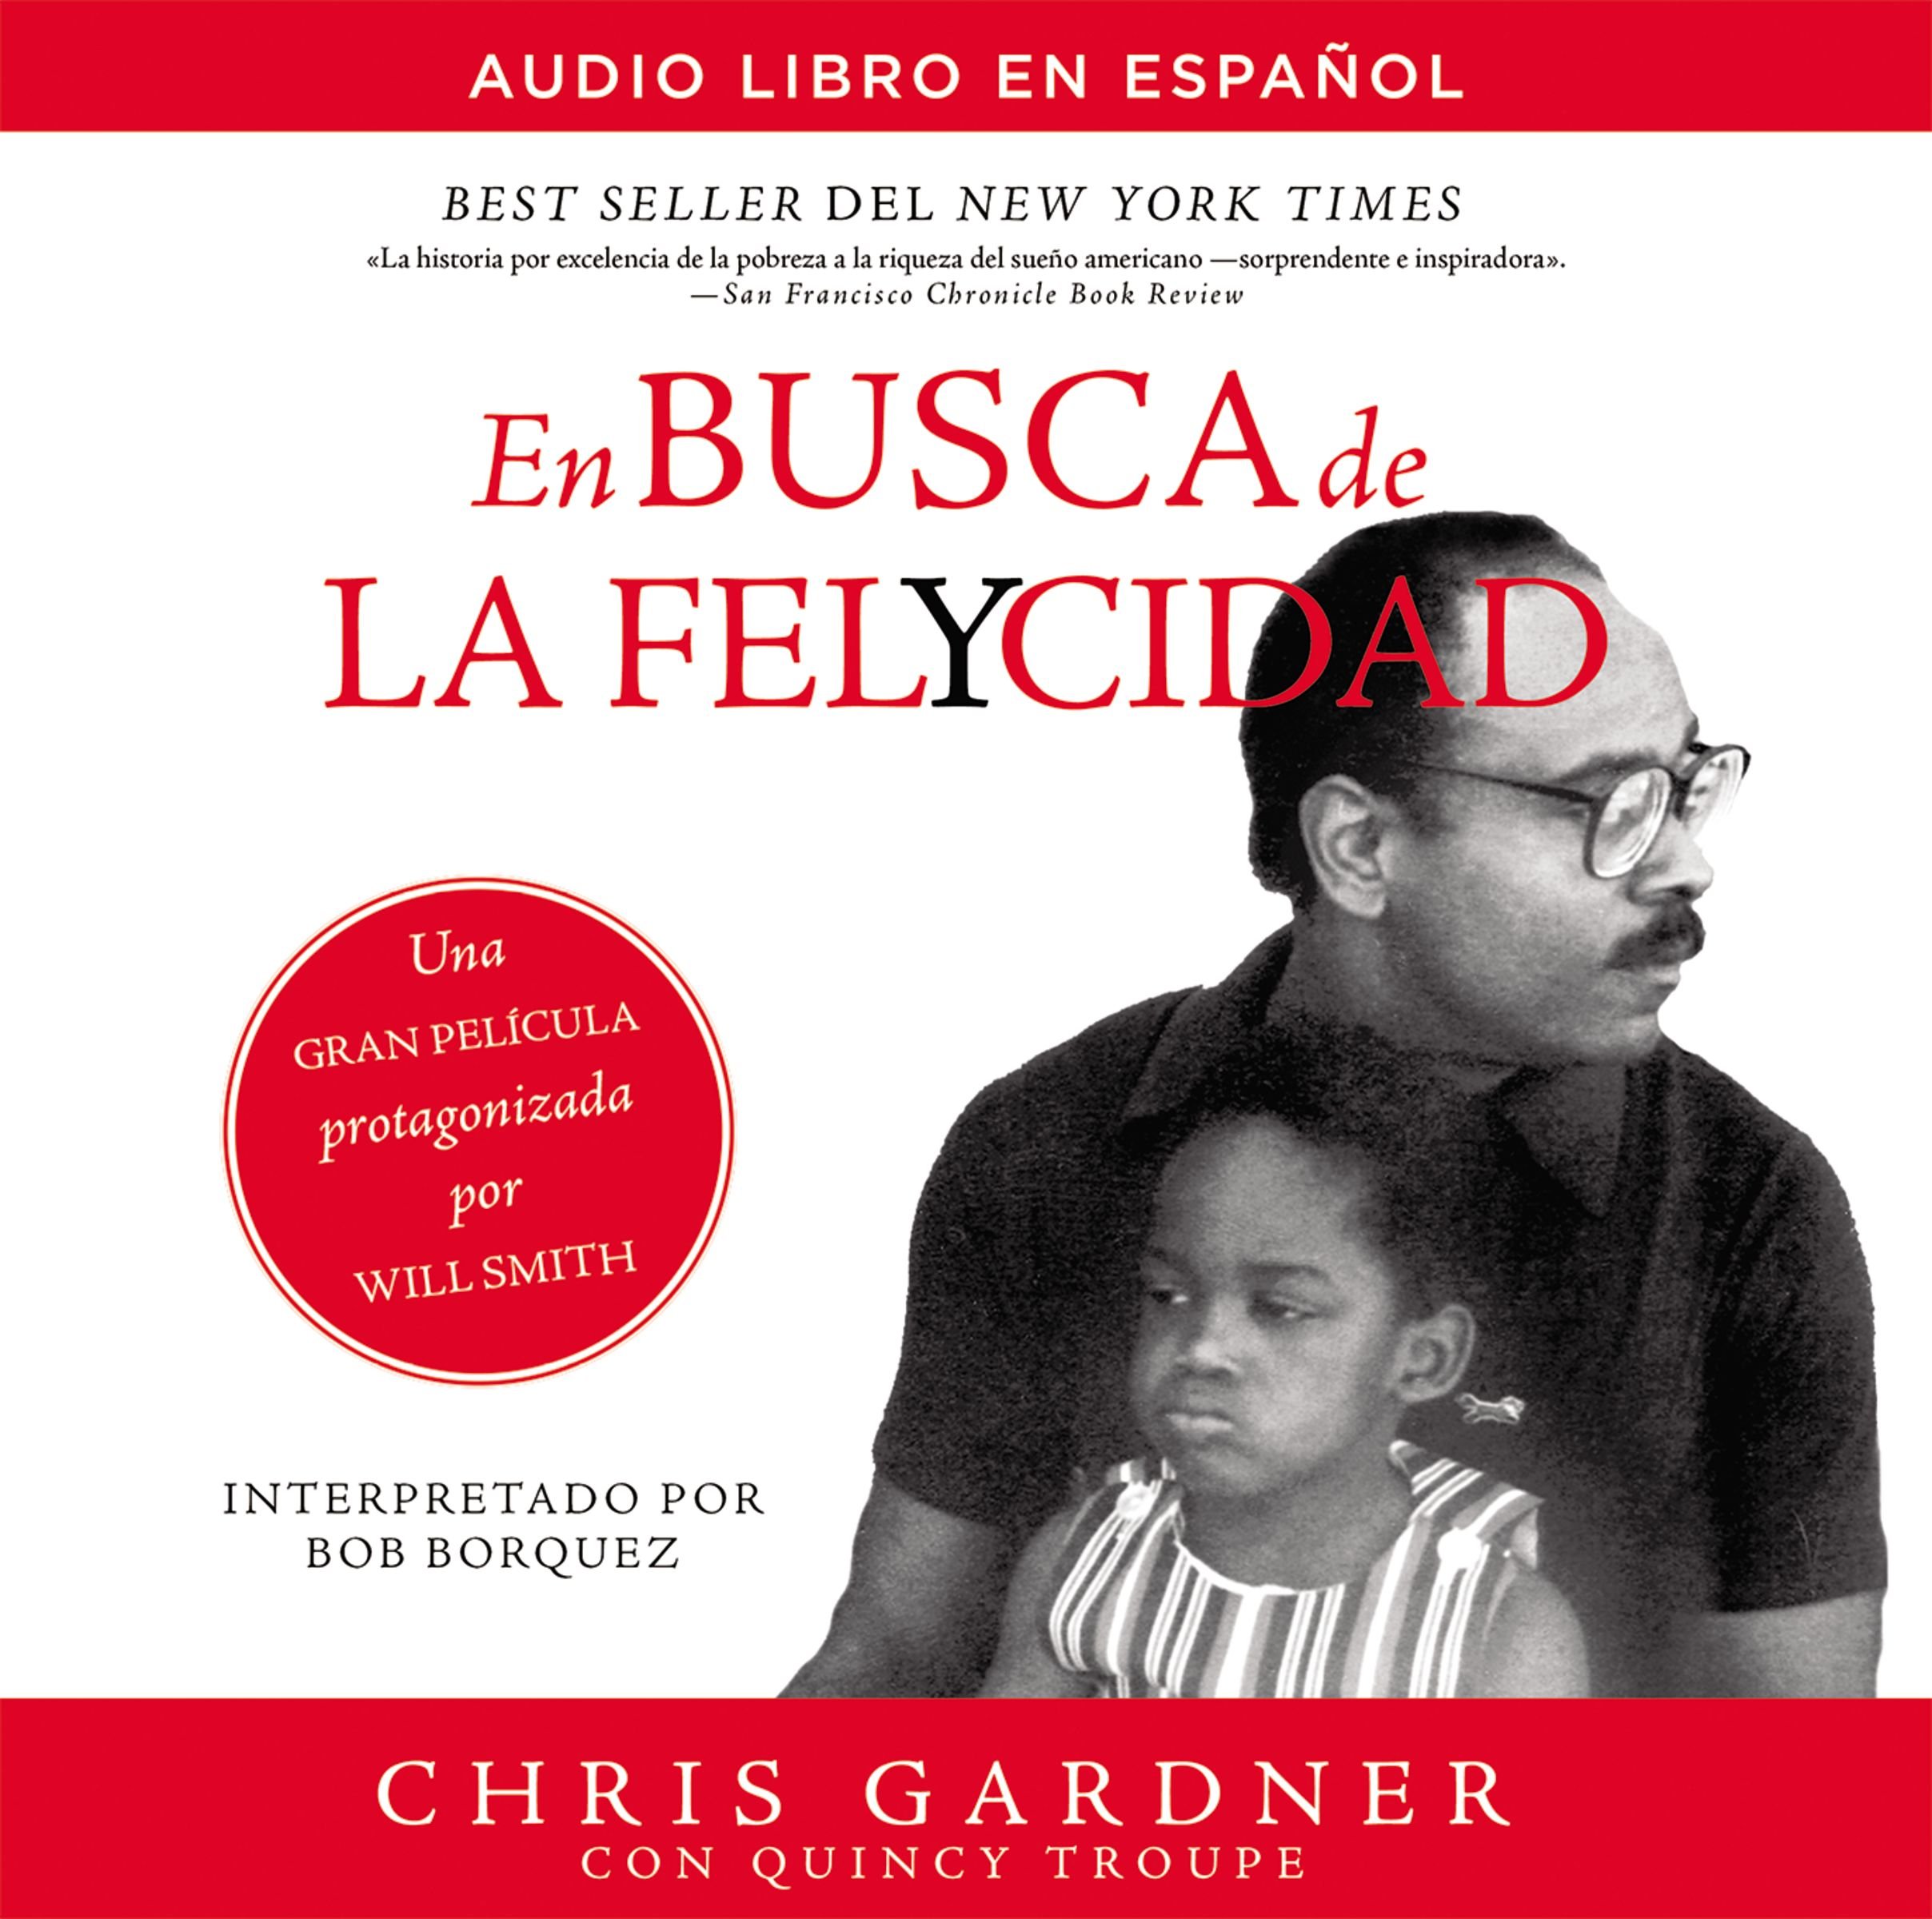 AUDIO LIBRO EN ESPAÑOL
BEST SELLER DEL NEW YORK TIMES
«La historia por excelencia de la pobreza a la riqueza del sueño americano —sorprendente e inspiradora».
—San Francisco Chronicle Book Review
En BUSCA de
LA FELYCIDAD
Una
GRAN PELÍCULA
protagonizada
por
WILL SMITH
INTERPRETADO POR
BOB BORQUEZ
CHRIS GARDNER
CON QUINCY TROUPE